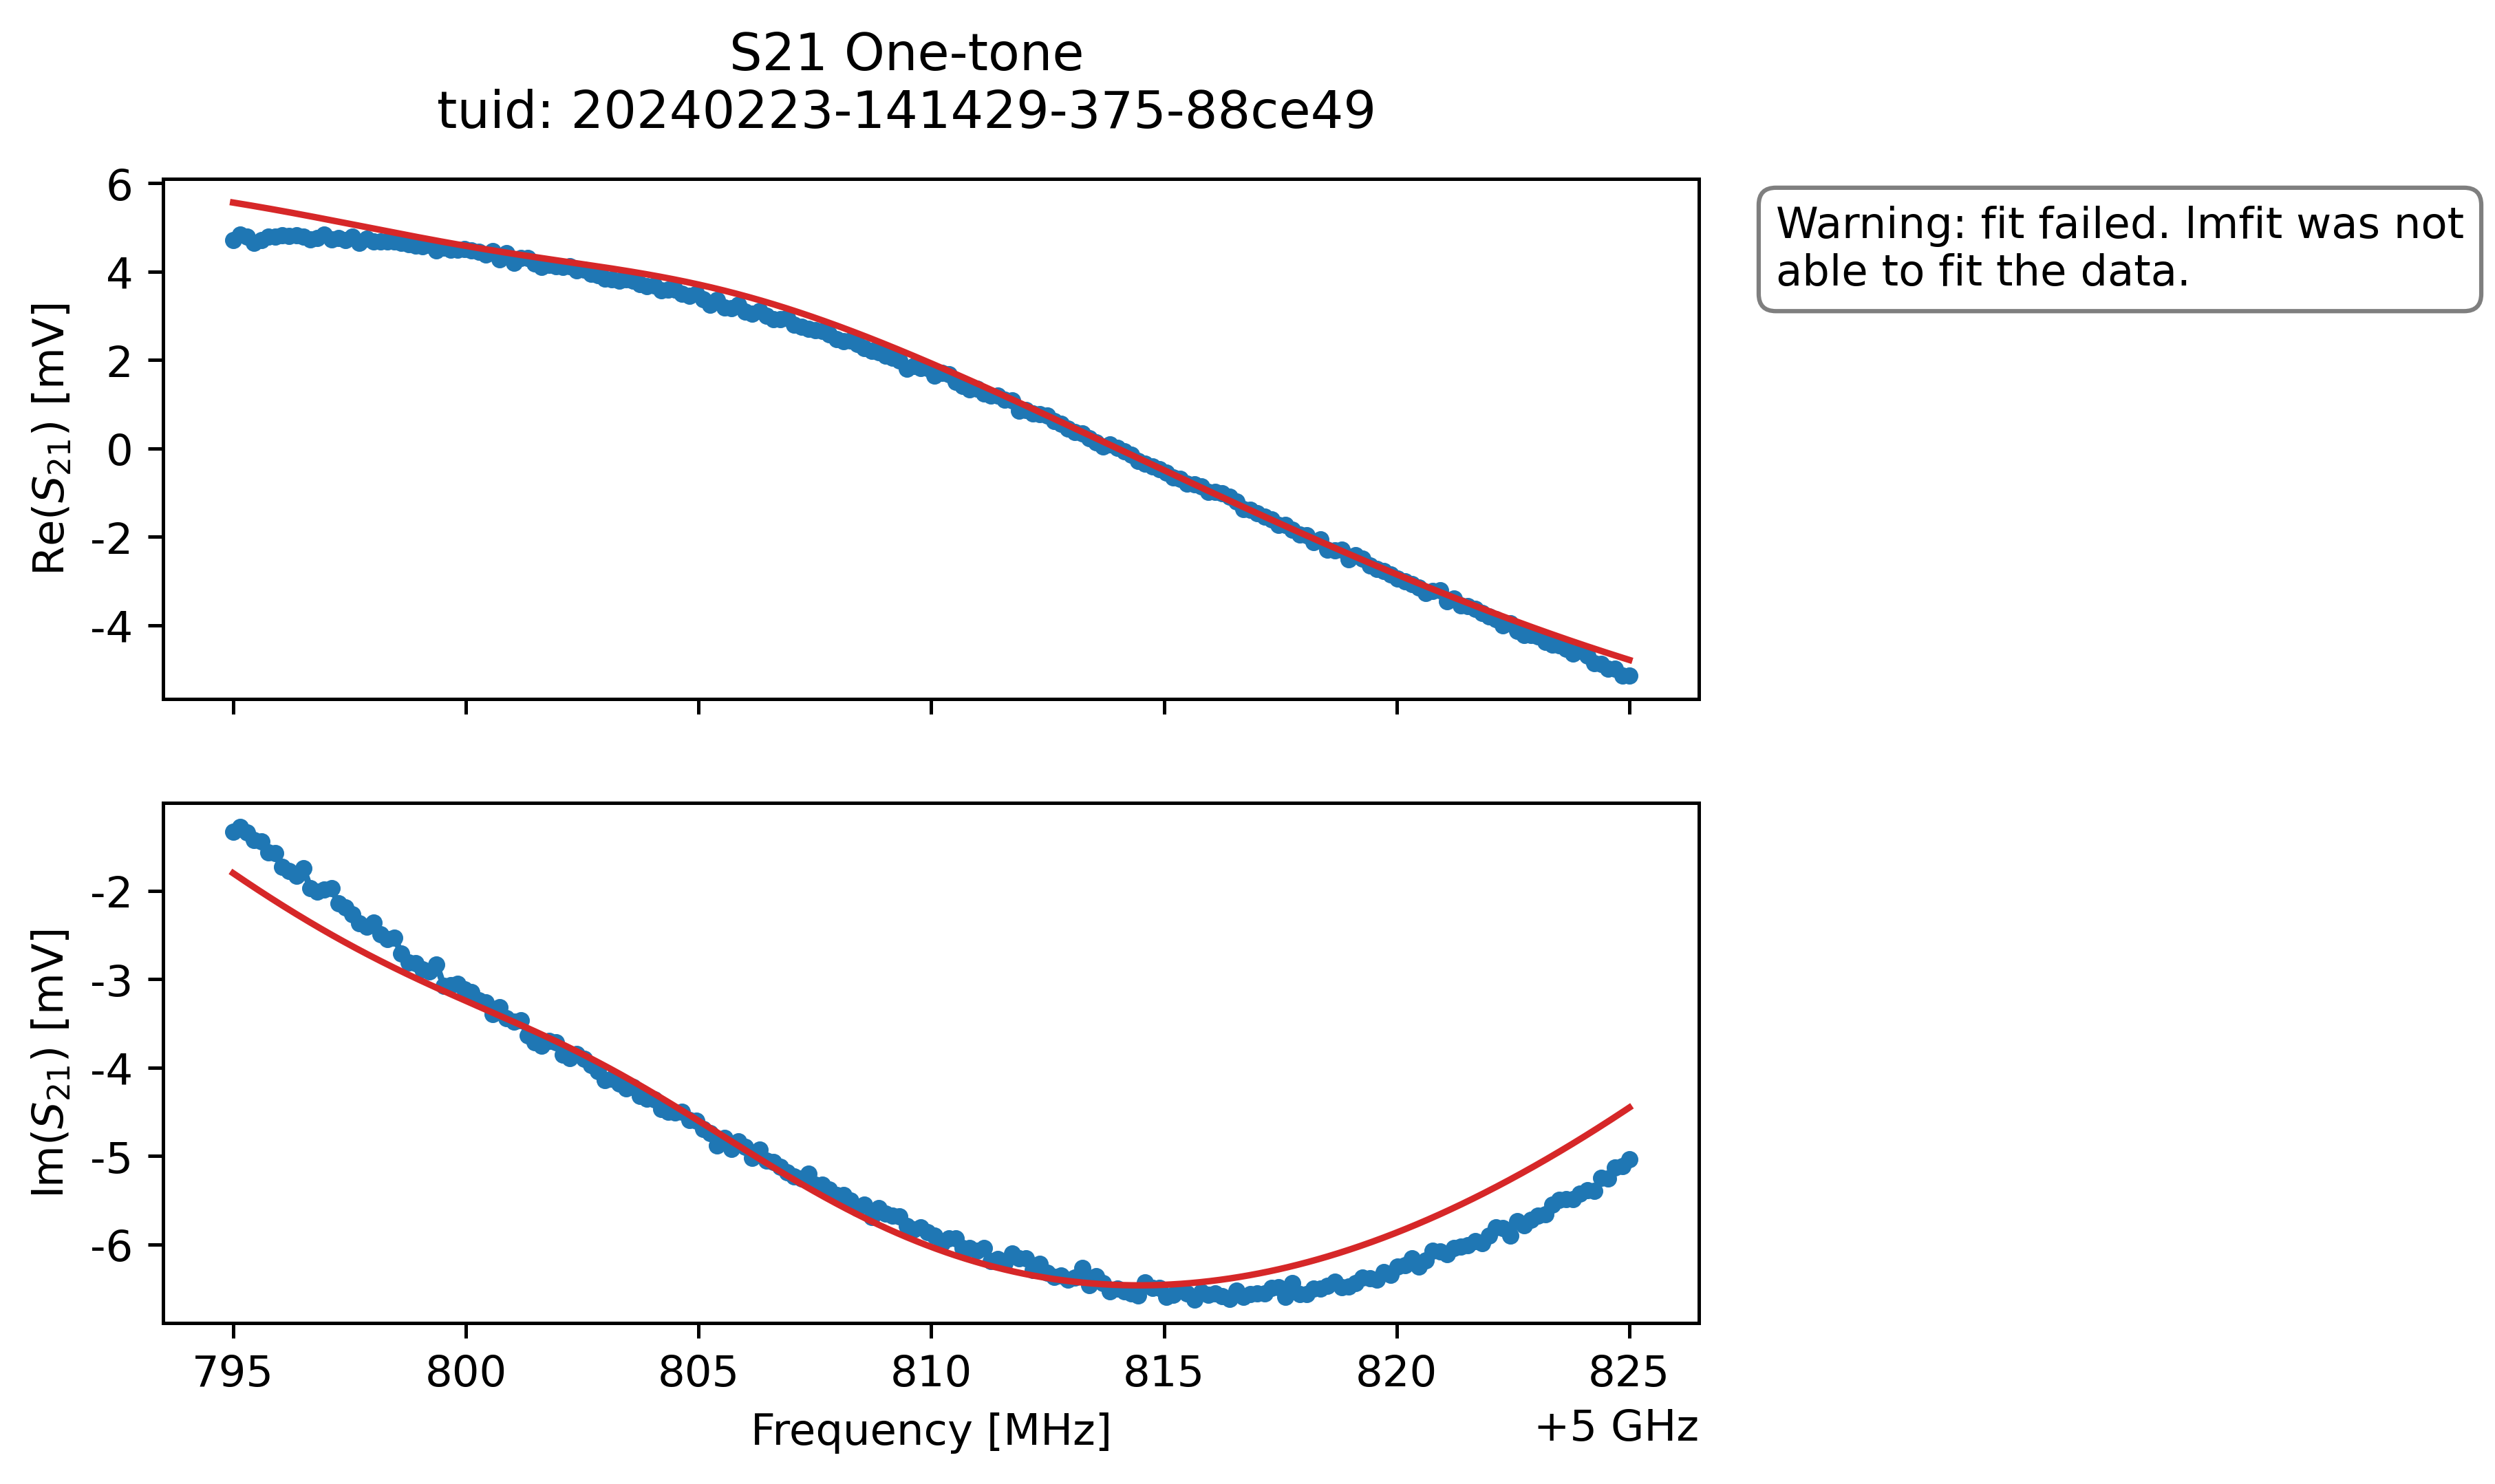 S21 One-tone
tuid: 20240223-141429-375-88ce49
6
4
2
0
-2
-4
Re(S21) [mV]
Warning: fit failed. lmfit was not
able to fit the data.
-2
-3
-4
-5
-6
Im(S21) [mV]
795 800 805 810 815 820 825
Frequency [MHz]
+5 GHz